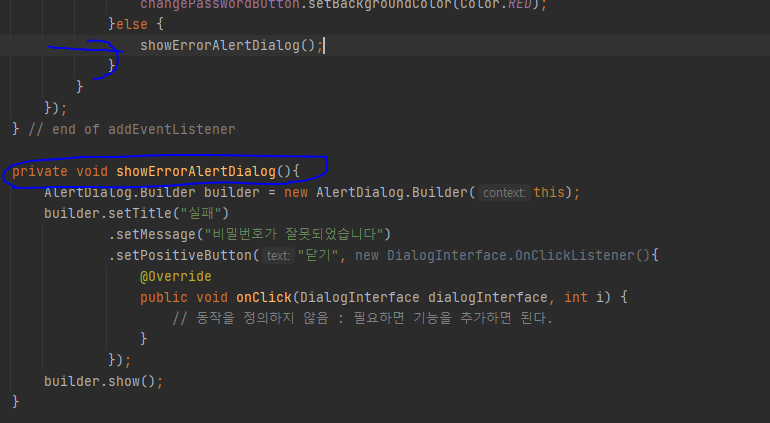 changePasswordButton.setBackgroundColor(Color.RED);
}else {
showErrorAlertDialog();
}
}
});
} // end of addEventListener
private void showErrorAlertDialog(){
AlertDialog.Builder builder = new AlertDialog.Builder( context: this);
builder.setTitle("실패")
.setMessage("비밀번호가 잘못되었습니다")
.setPositiveButton( text: "닫기", new DialogInterface.OnClickListener(){
@Override
public void onClick(DialogInterface dialogInterface, int i) {
// 동작을 정의하지 않음 : 필요하면 기능을 추가하면 된다.
}
});
builder.show();
}